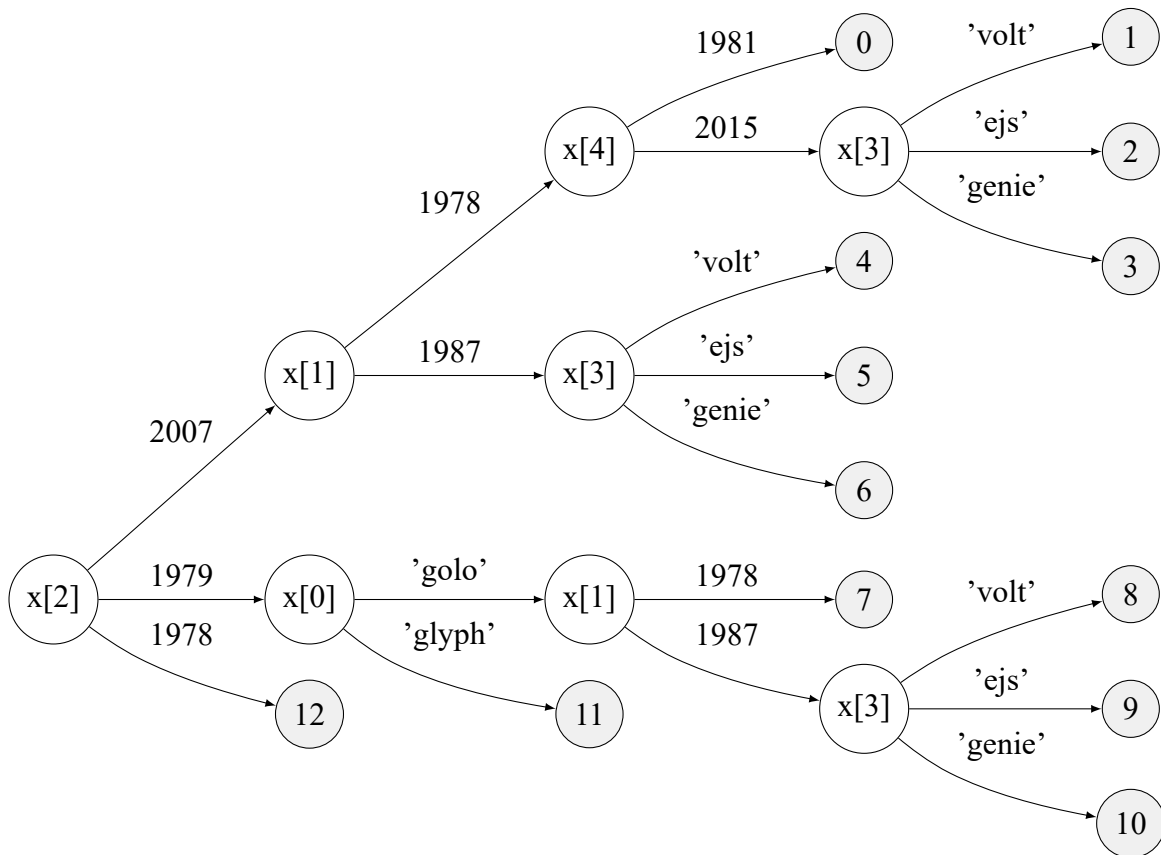 1981
0
’volt’
1
x[4]
2015
x[3]
’ejs’
2
’genie’
3
1978
’volt’
4
x[1]
1987
x[3]
’ejs’
5
’genie’
6
2007
x[2]
1979
x[0]
’golo’
x[1]
1978
7
1978
12
’glyph’
11
1987
x[3]
’volt’
8
’ejs’
9
’genie’
10